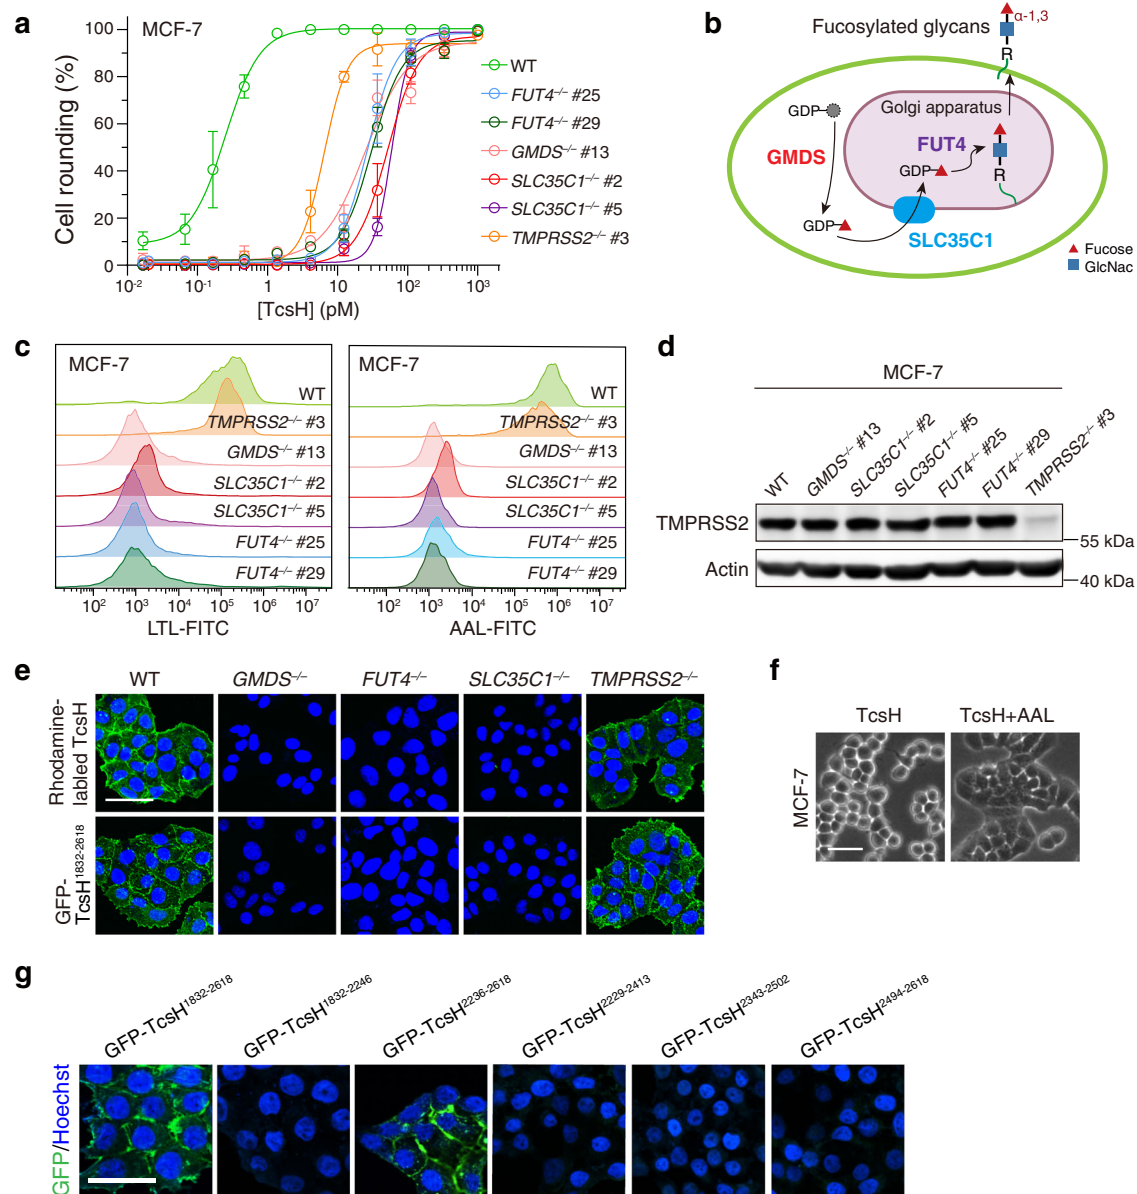 a
MCF-7
Cell rounding (%)
100
80
60
40
20
0
10⁻² 10⁻¹ 1 10¹ 10² 10³
[TcsH] (pM)
WT
FUT4⁻/⁻ #25
FUT4⁻/⁻ #29
GMDS⁻/⁻ #13
SLC35C1⁻/⁻ #2
SLC35C1⁻/⁻ #5
TMPRSS2⁻/⁻ #3
b
Fucosylated glycans
α-1,3
R
Golgi apparatus
GDP
GMDS
FUT4
GDP
R
GDP
SLC35C1
Fucose
GlcNac
c
MCF-7
WT
TMPRSS2⁻/⁻ #3
GMDS⁻/⁻ #13
SLC35C1⁻/⁻ #2
SLC35C1⁻/⁻ #5
FUT4⁻/⁻ #25
FUT4⁻/⁻ #29
10² 10³ 10⁴ 10⁵ 10⁶ 10⁷
LTL-FITC
MCF-7
WT
TMPRSS2⁻/⁻ #3
GMDS⁻/⁻ #13
SLC35C1⁻/⁻ #2
SLC35C1⁻/⁻ #5
FUT4⁻/⁻ #25
FUT4⁻/⁻ #29
10² 10³ 10⁴ 10⁵ 10⁶ 10⁷
AAL-FITC
d
MCF-7
WT
GMDS⁻/⁻ #13
SLC35C1⁻/⁻ #2
SLC35C1⁻/⁻ #5
FUT4⁻/⁻ #25
FUT4⁻/⁻ #29
TMPRSS2⁻/⁻ #3
TMPRSS2
55 kDa
Actin
40 kDa
e
WT GMDS⁻/⁻ FUT4⁻/⁻ SLC35C1⁻/⁻ TMPRSS2⁻/⁻
Rhodamine-
labled TcsH
GFP-
TcsH¹⁸³²⁻²⁶¹⁸
f
TcsH TcsH+AAL
MCF-7
g
GFP-TcsH¹⁸³²⁻²⁶¹⁸
GFP-TcsH¹⁸³²⁻²²⁴⁶
GFP-TcsH²²³⁶⁻²⁶¹⁸
GFP-TcsH²²²⁹⁻²⁴¹³
GFP-TcsH²³⁴³⁻²⁵⁰²
GFP-TcsH²⁴⁹⁴⁻²⁶¹⁸
GFP/Hoechst